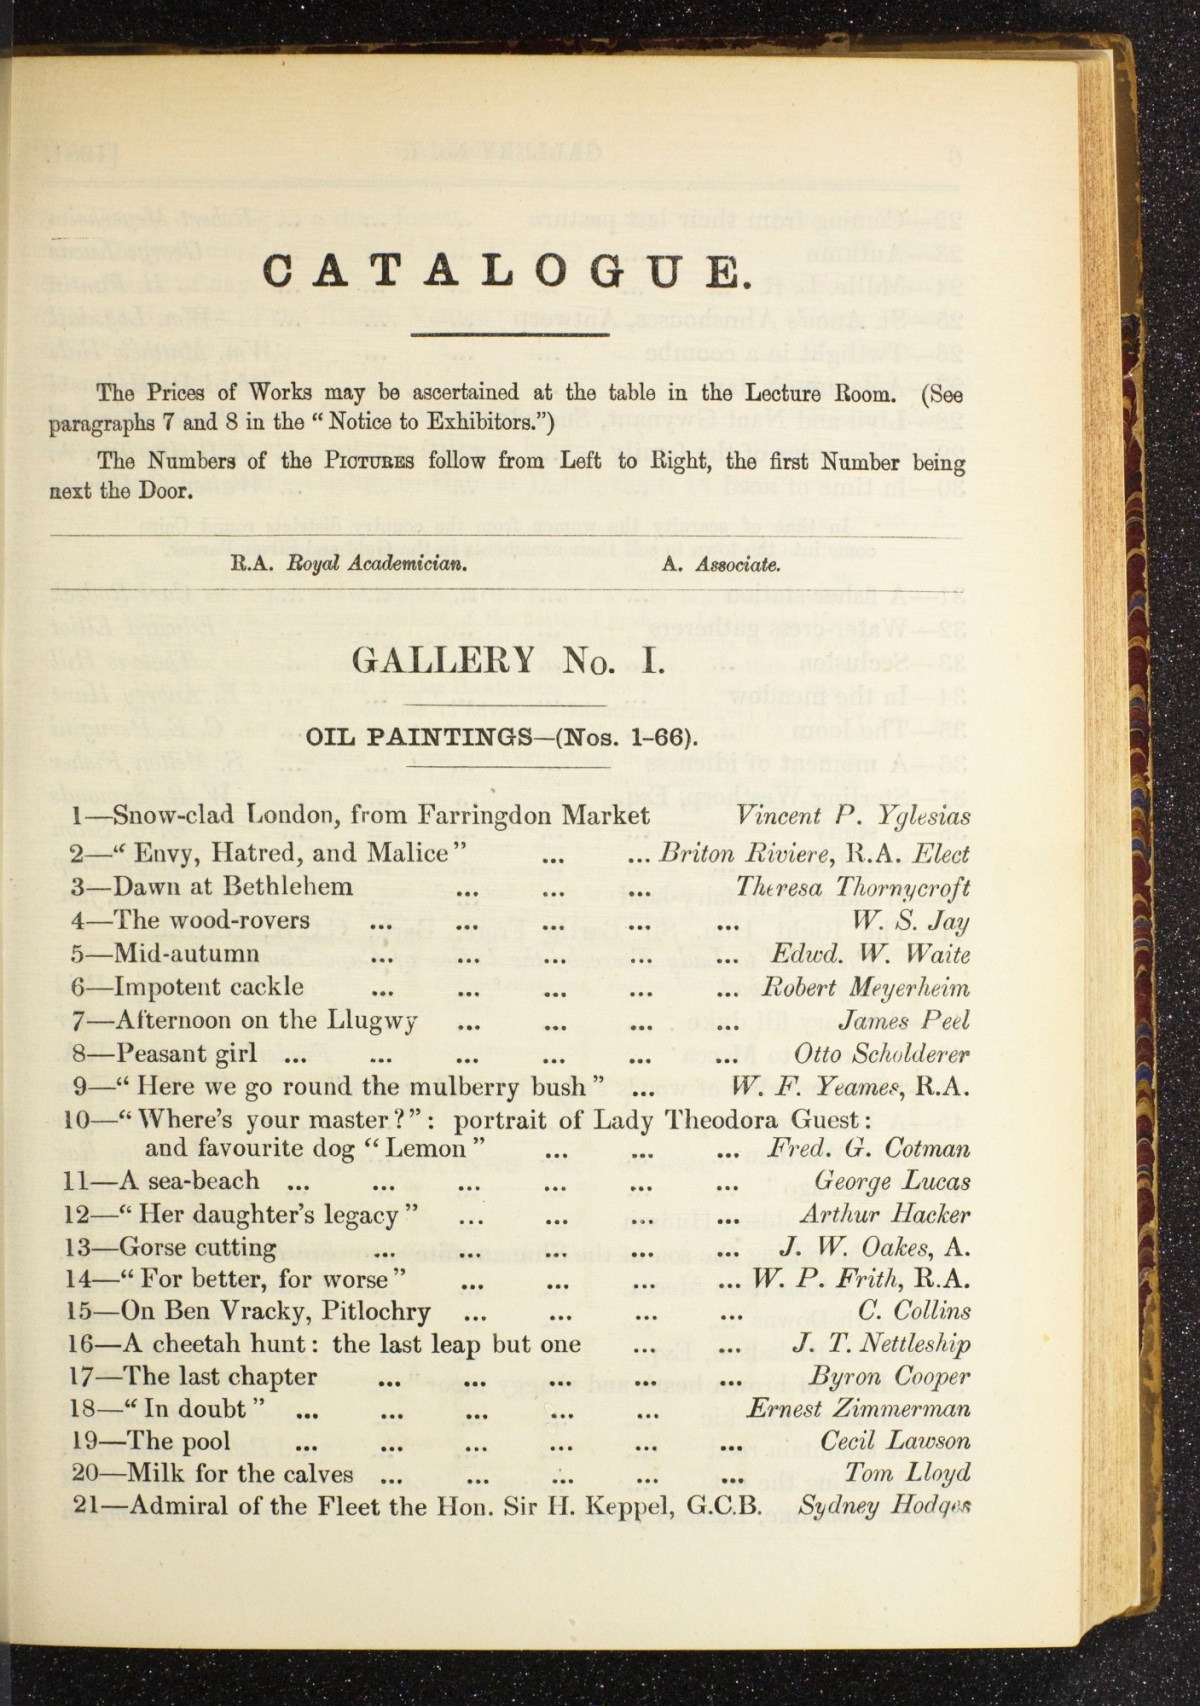 CATALOGUE.
The Prices of Works may be ascertained at the table in the Lecture Room. (See
paragraphs 7 and 8 in the “ Notice to Exhibitors.”)
The Numbers of the PICTURES follow from Left to Right, the first Number being
next the Door.
R.A. Royal Academician. A. Associate.
GALLERY No. I.
OIL PAINTINGS—(Nos. 1-66).
1—Snow-clad London, from Farringdon Market Vincent P. Yglesias
2—“ Envy, Hatred, and Malice ” ... ... Briton Riviere, R.A. Elect
3—Dawn at Bethlehem ... ... ... Theresa Thornycroft
4—The wood-rovers ... ... ... ... ... W. S. Jay
5—Mid-autumn ... ... ... ... ... Edwd. W. Waite
6—Impotent cackle ... ... ... ... ... Robert Meyerheim
7—Afternoon on the Llugwy ... ... ... ... James Peel
8—Peasant girl ... ... ... ... ... ... Otto Scholderer
9—“ Here we go round the mulberry bush ” ... W. F. Yeames, R.A.
10—“ Where's your master ? ” : portrait of Lady Theodora Guest :
and favourite dog “ Lemon ” ... ... ... Fred. G. Cotman
11—A sea-beach ... ... ... ... ... ... George Lucas
12—“ Her daughter's legacy ” ... ... ... ... Arthur Hacker
13—Gorse cutting ... ... ... ... ... J. W. Oakes, A.
14—“ For better, for worse ” ... ... ... ... W. P. Frith, R.A.
15—On Ben Vracky, Pitlochry ... ... ... ... C. Collins
16—A cheetah hunt : the last leap but one ... ... J. T. Nettleship
17—The last chapter ... ... ... ... ... Byron Cooper
18—“ In doubt ” ... ... ... ... ... Ernest Zimmerman
19—The pool ... ... ... ... ... ... Cecil Lawson
20—Milk for the calves ... ... ... ... ... Tom Lloyd
21—Admiral of the Fleet the Hon. Sir H. Keppel, G.C.B. Sydney Hodges